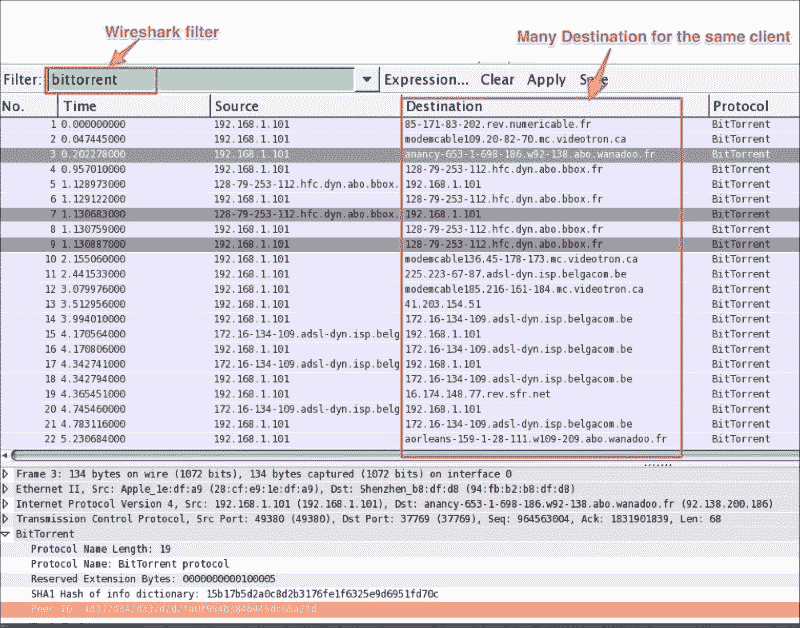 Wireshark filter
Many Destination for the same client
Filter: bittorrent Expression... Clear Apply
No. Time Source Destination Protocol
1 0.000000000 192.168.1.101 85-171-83-202.rev.numericable.fr BitTorrent
2 0.047445000 192.168.1.101 modemcable109.20-82-70.mc.videotron.ca BitTorrent
3 0.202278000 192.168.1.101 anancy-653-1-698-186.w92-138.abo.wanadoo.fr BitTorrent
4 0.957010000 192.168.1.101 128-79-253-112.hfc.dyn.abo.bbox.fr BitTorrent
5 1.128973000 128-79-253-112.hfc.dyn.abo.bbox. 192.168.1.101 BitTorrent
6 1.129122000 192.168.1.101 128-79-253-112.hfc.dyn.abo.bbox.fr BitTorrent
7 1.130683000 128-79-253-112.hfc.dyn.abo.bbox. 192.168.1.101 BitTorrent
8 1.130759000 192.168.1.101 128-79-253-112.hfc.dyn.abo.bbox.fr BitTorrent
9 1.130887000 192.168.1.101 128-79-253-112.hfc.dyn.abo.bbox.fr BitTorrent
10 2.155060000 192.168.1.101 modemcable136.45-178-173.mc.videotron.ca BitTorrent
11 2.441533000 192.168.1.101 225.223-67-87.adsl-dyn.isp.belgacom.be BitTorrent
12 3.079976000 192.168.1.101 modemcable185.216-161-184.mc.videotron.ca BitTorrent
13 3.512956000 192.168.1.101 41.203.154.51 BitTorrent
14 3.994010000 192.168.1.101 172.16-134-109.adsl-dyn.isp.belgacom.be BitTorrent
15 4.170564000 172.16-134-109.adsl-dyn.isp.belg 192.168.1.101 BitTorrent
16 4.170806000 192.168.1.101 172.16-134-109.adsl-dyn.isp.belgacom.be BitTorrent
17 4.342741000 172.16-134-109.adsl-dyn.isp.belg 192.168.1.101 BitTorrent
18 4.342794000 192.168.1.101 172.16-134-109.adsl-dyn.isp.belgacom.be BitTorrent
19 4.365451000 192.168.1.101 16.174.148.77.rev.sfr.net BitTorrent
20 4.745460000 172.16-134-109.adsl-dyn.isp.belg 192.168.1.101 BitTorrent
21 4.783116000 192.168.1.101 172.16-134-109.adsl-dyn.isp.belgacom.be BitTorrent
22 5.230684000 192.168.1.101 aorleans-159-1-28-111.w109-209.abo.wanadoo.fr BitTorrent
Frame 3: 134 bytes on wire (1072 bits), 134 bytes captured (1072 bits) on interface 0
Ethernet II, Src: Apple_1e:df:a9 (28:cf:e9:1e:df:a9), Dst: Shenzhen_b8:df:d8 (94:fb:b2:b8:df:d8)
Internet Protocol Version 4, Src: 192.168.1.101 (192.168.1.101), Dst: anancy-653-1-698-186.w92-138.abo.wanadoo.fr (92.138.200.186)
Transmission Control Protocol, Src Port: 49380 (49380), Dst Port: 37769 (37769), Seq: 964563004, Ack: 1831901839, Len: 68
BitTorrent
Protocol Name Length: 19
Protocol Name: BitTorrent protocol
Reserved Extension Bytes: 0000000000100005
SHA1 Hash of info dictionary: 15b17b5d2a0c8d2b3176fe1f6325e9d6951fd70c
Peer ID: